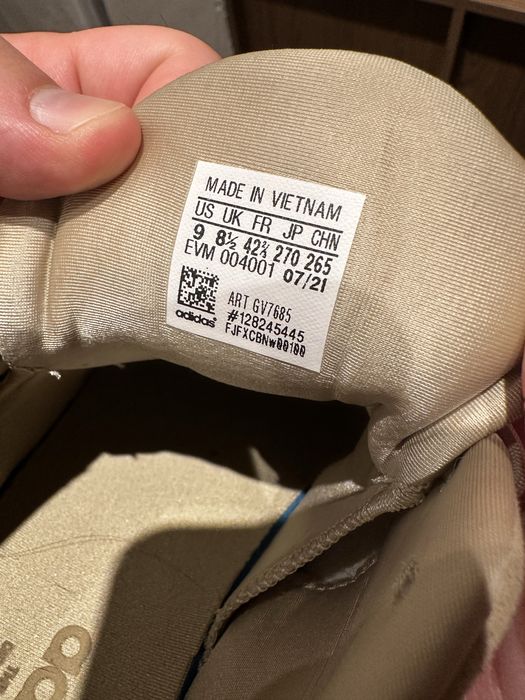 MADE IN VIETNAM
US UK FR JP CHN
9 8½ 42⅔ 270 265
EVM 004001 07/21
ART GV7685
#128245445
FJFXCBNw00100
adidas